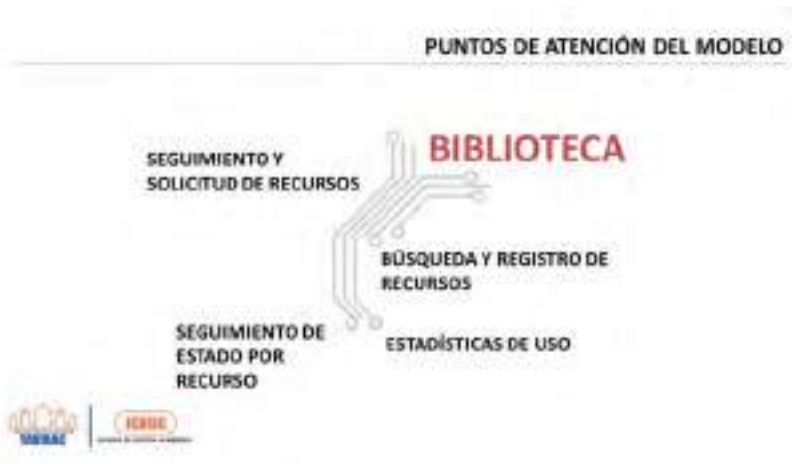 PUNTOS DE ATENCIÓN DEL MODELO
BIBLIOTECA
SEGUIMIENTO Y
SOLICITUD DE RECURSOS
BÚSQUEDA Y REGISTRO DE
RECURSOS
SEGUIMIENTO DE
ESTADO POR
RECURSO
ESTADÍSTICAS DE USO